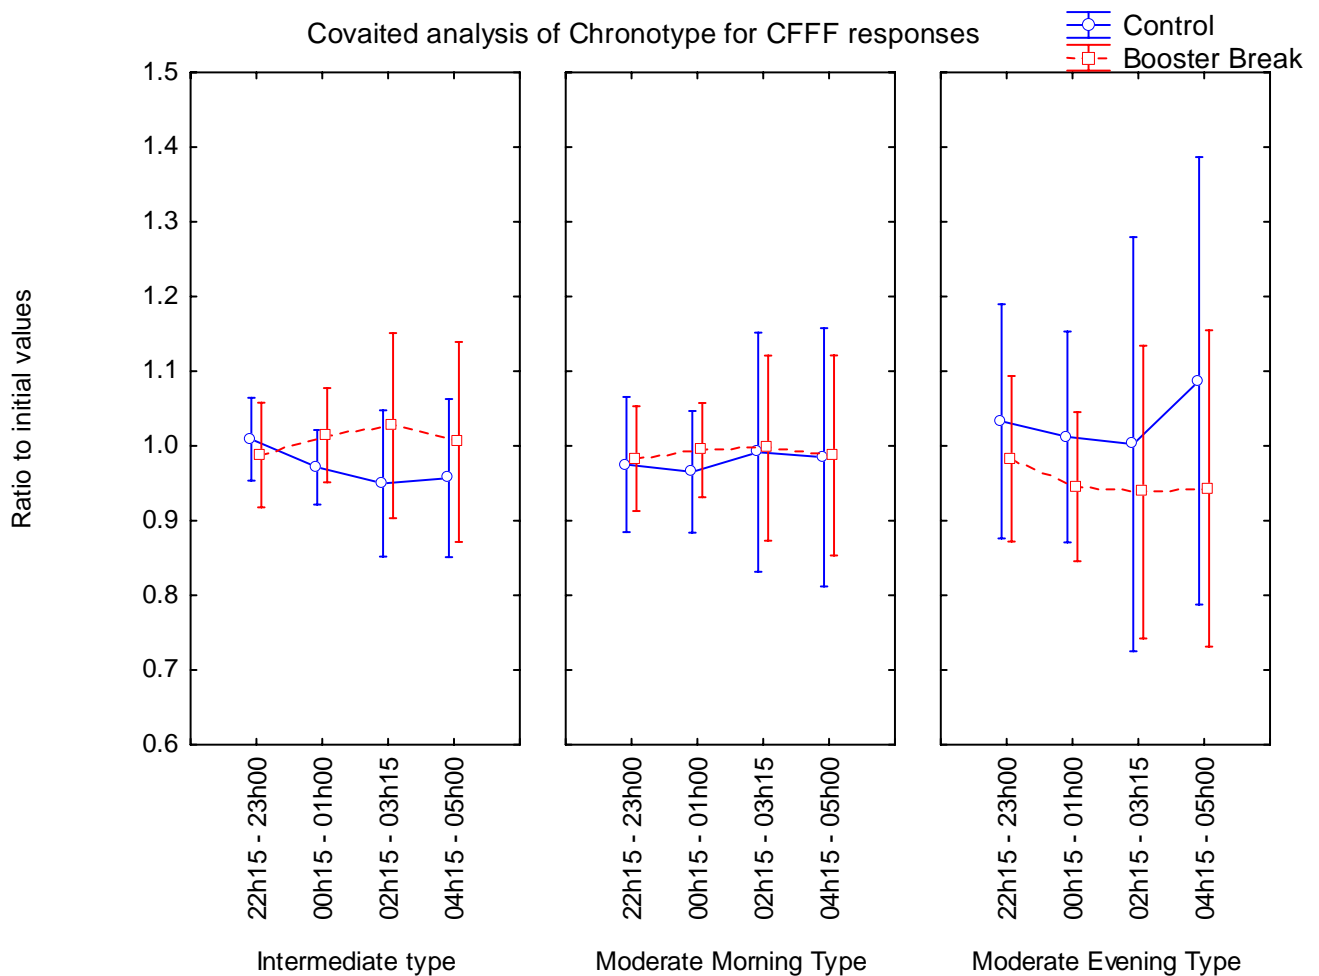 Covaited analysis of Chronotype for CFFF responses
Control
Booster Break
Ratio to initial values
1.5
1.4
1.3
1.2
1.1
1.0
0.9
0.8
0.7
0.6
22h15 - 23h00
00h15 - 01h00
02h15 - 03h15
04h15 - 05h00
22h15 - 23h00
00h15 - 01h00
02h15 - 03h15
04h15 - 05h00
22h15 - 23h00
00h15 - 01h00
02h15 - 03h15
04h15 - 05h00
Intermediate type
Moderate Morning Type
Moderate Evening Type